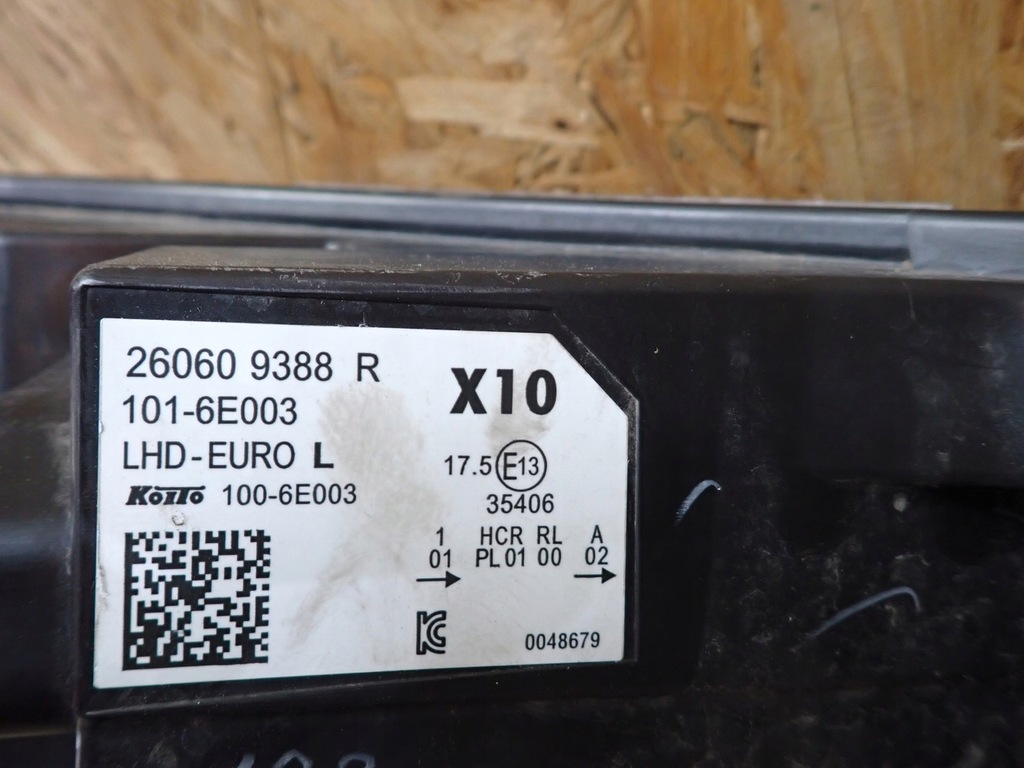 26060 9388 R
X10
101-6E003
LHD-EURO L
17.5 E13
KOITO 100-6E003
35406
1 HCR RL A
01 PL 01 00 02
KC
0048679